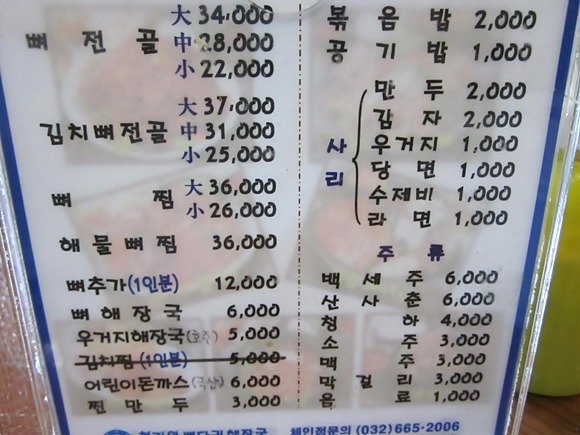 뼈전골 大 34,000
中 28,000
小 22,000
김치뼈전골 大 37,000
中 31,000
小 25,000
뼈찜 大 36,000
小 26,000
해물뼈찜 36,000
뼈추가(1인분) 12,000
뼈해장국 6,000
우거지해장국(호주) 5,000
김치찜(1인분) 5,000
어린이돈까스(국산) 6,000
찐만두 3,000
볶음밥 2,000
공기밥 1,000
사리
만두 2,000
감자 2,000
우거지 1,000
당면 1,000
수제비 1,000
라면 1,000
주류
백세주 6,000
산사춘 6,000
청하 4,000
소주 3,000
맥주 3,000
막걸리 3,000
음료 1,000
체인점문의 (032)665-2006